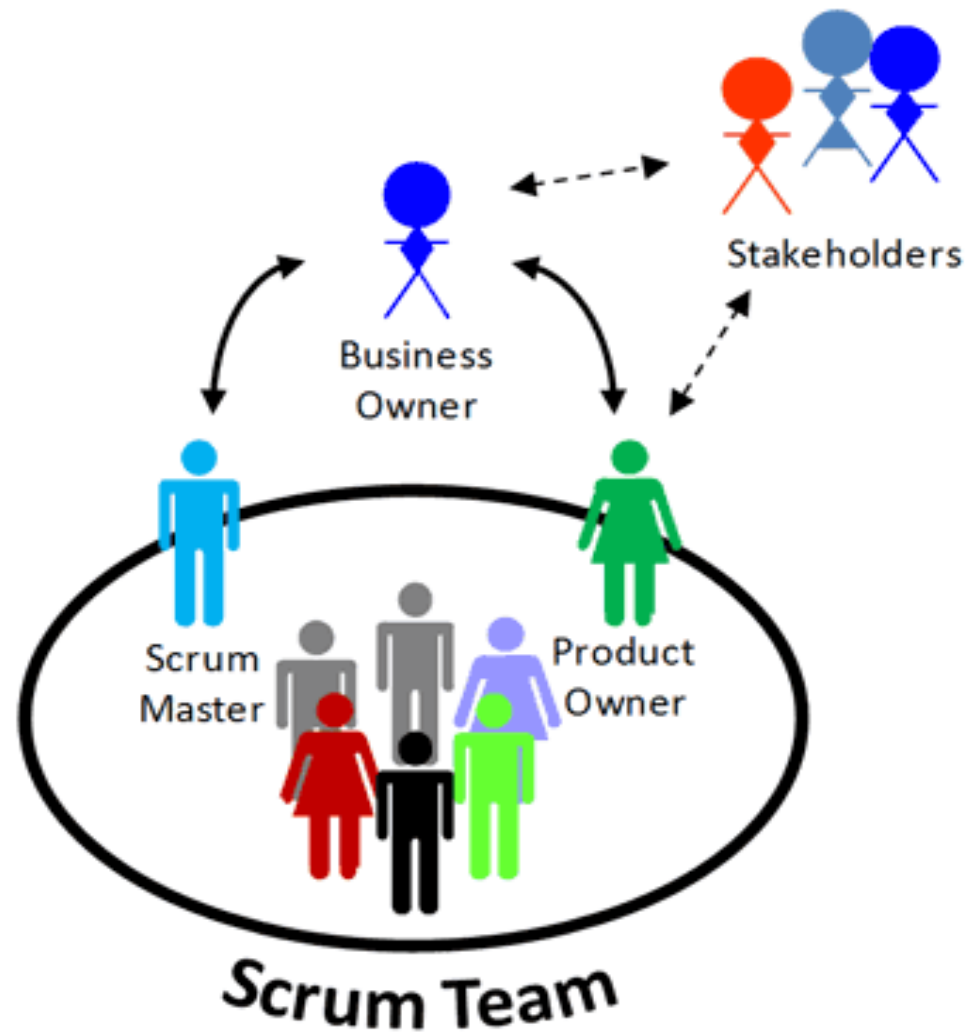 Stakeholders
Business
Owner
Scrum
Master
Product
Owner
Scrum Team